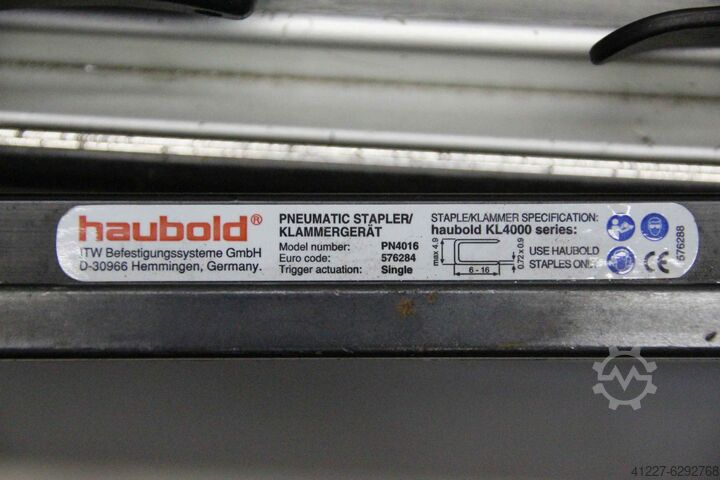 haubold®
ITW Befestigungssysteme GmbH
D-30966 Hemmingen, Germany.
PNEUMATIC STAPLER/
KLAMMERGERÄT
Model number: PN4016
Euro code: 576284
Trigger actuation: Single
STAPLE/KLAMMER SPECIFICATION:
haubold KL4000 series:
max 4.9
6 - 16
0.72 x 0.9
USE HAUBOLD
STAPLES ONLY
CE
576288
41227-6292768